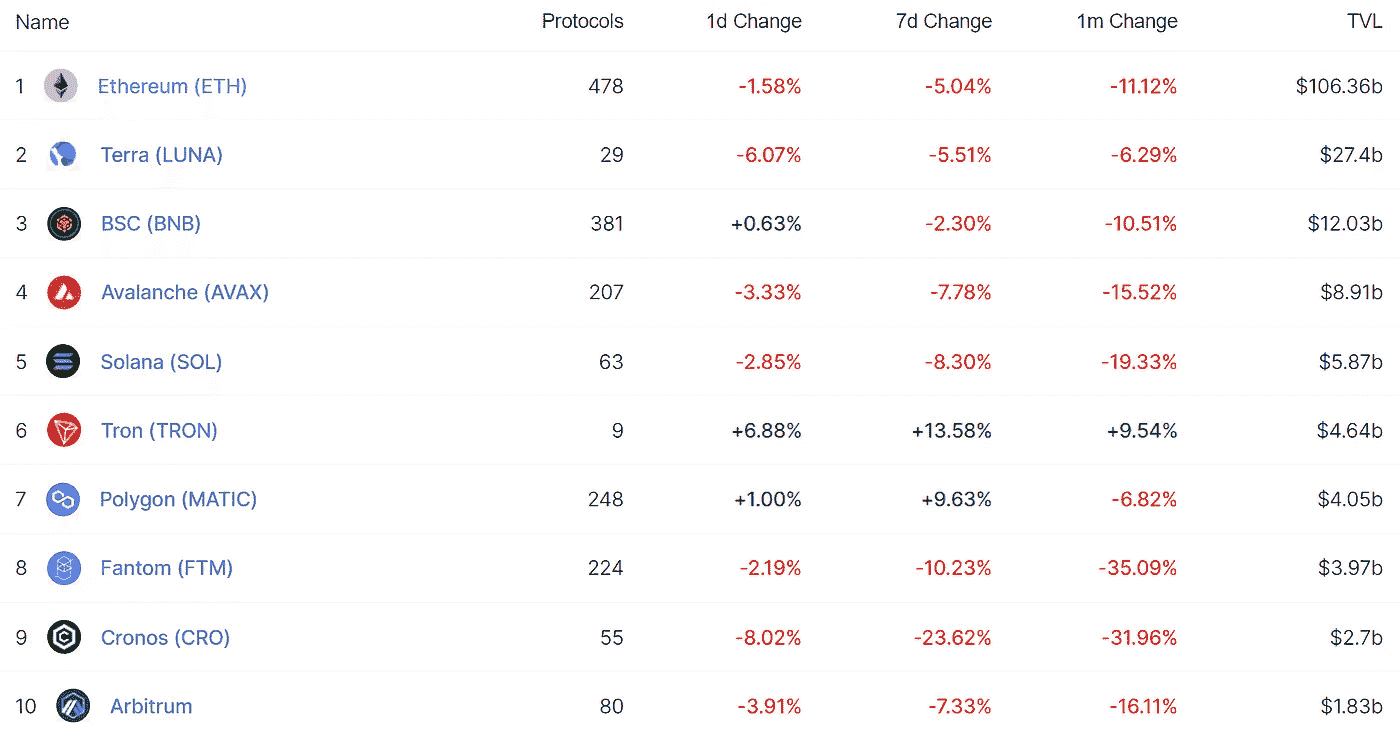 Name Protocols 1d Change 7d Change 1m Change TVL
1 Ethereum (ETH) 478 -1.58% -5.04% -11.12% $106.36b
2 Terra (LUNA) 29 -6.07% -5.51% -6.29% $27.4b
3 BSC (BNB) 381 +0.63% -2.30% -10.51% $12.03b
4 Avalanche (AVAX) 207 -3.33% -7.78% -15.52% $8.91b
5 Solana (SOL) 63 -2.85% -8.30% -19.33% $5.87b
6 Tron (TRON) 9 +6.88% +13.58% +9.54% $4.64b
7 Polygon (MATIC) 248 +1.00% +9.63% -6.82% $4.05b
8 Fantom (FTM) 224 -2.19% -10.23% -35.09% $3.97b
9 Cronos (CRO) 55 -8.02% -23.62% -31.96% $2.7b
10 Arbitrum 80 -3.91% -7.33% -16.11% $1.83b